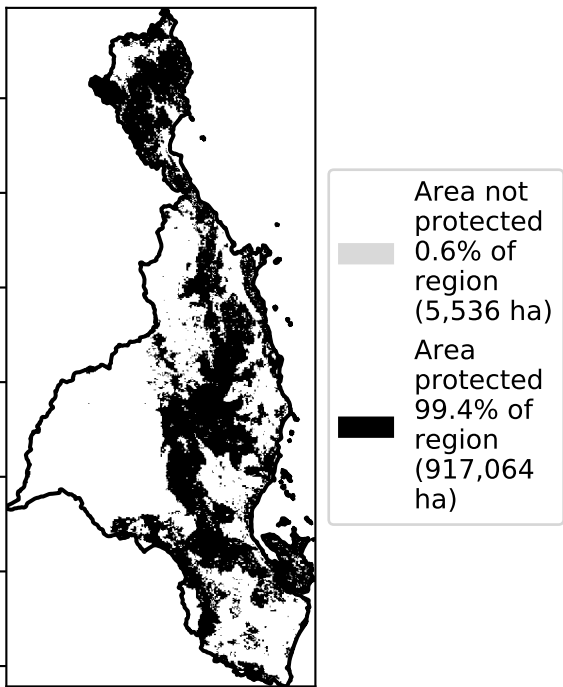 Area not
protected
0.6% of
region
(5,536 ha)
Area
protected
99.4% of
region
(917,064
ha)